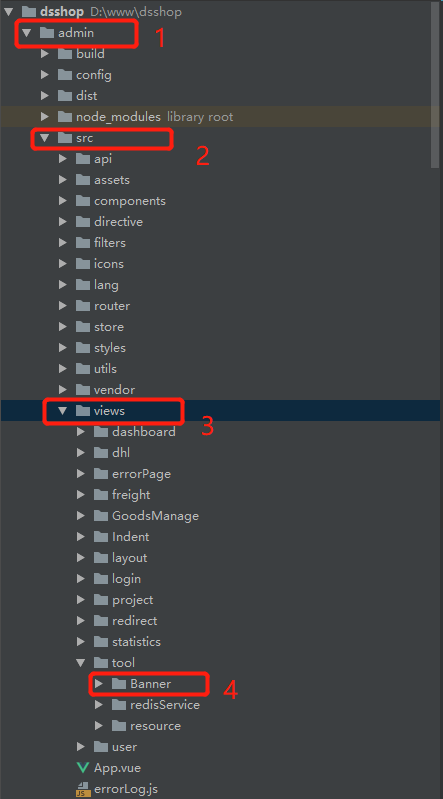 dsshop D:\www\dsshop
admin 1
build
config
dist
node_modules library root
src 2
api
assets
components
directive
filters
icons
lang
router
store
styles
utils
vendor
views 3
dashboard
dhl
errorPage
freight
GoodsManage
Indent
layout
login
project
redirect
statistics
tool
Banner 4
redisService
resource
user
App.vue
errorLog.js